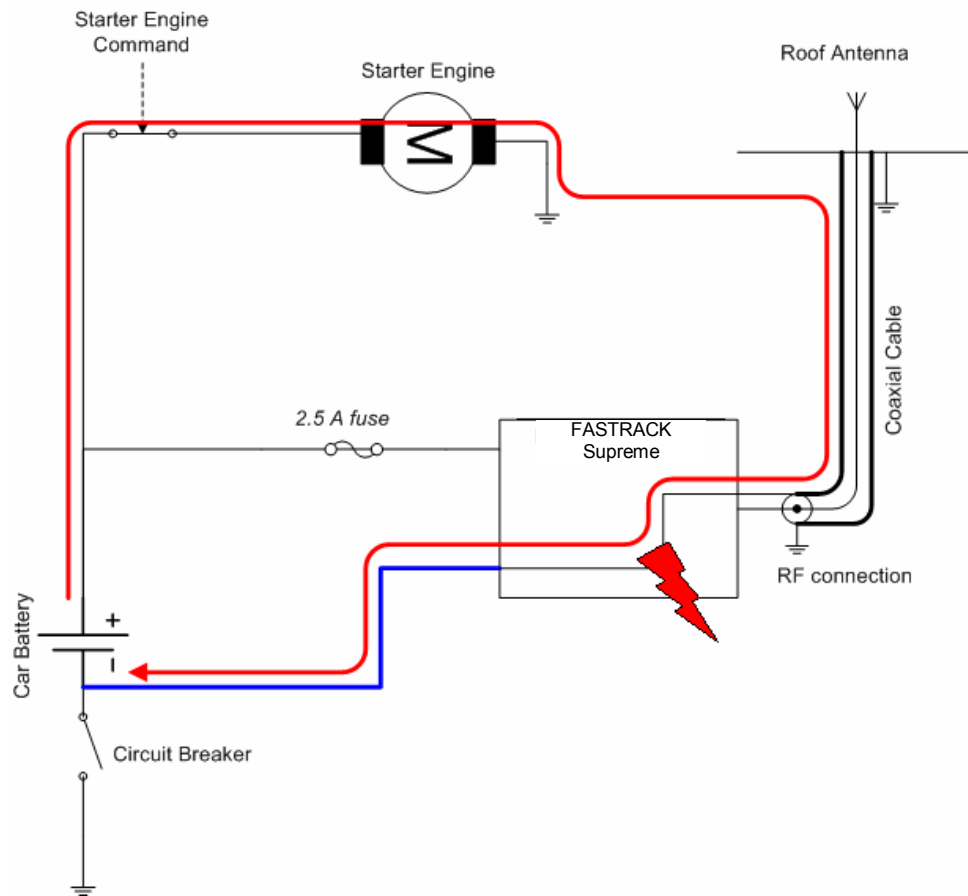 Starter Engine
Command
Starter Engine
Roof Antenna
M
2.5 A fuse
FASTRACK
Supreme
Coaxial Cable
RF connection
Car Battery
+
–
Circuit Breaker